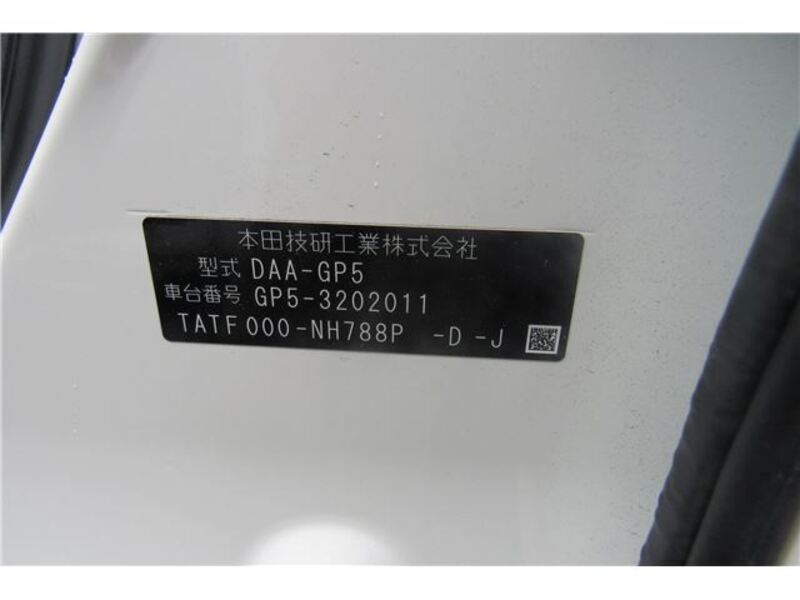 本田技研工業株式会社
型式 DAA-GP5
車台番号 GP5-3202011
TATF000-NH788P -D -J